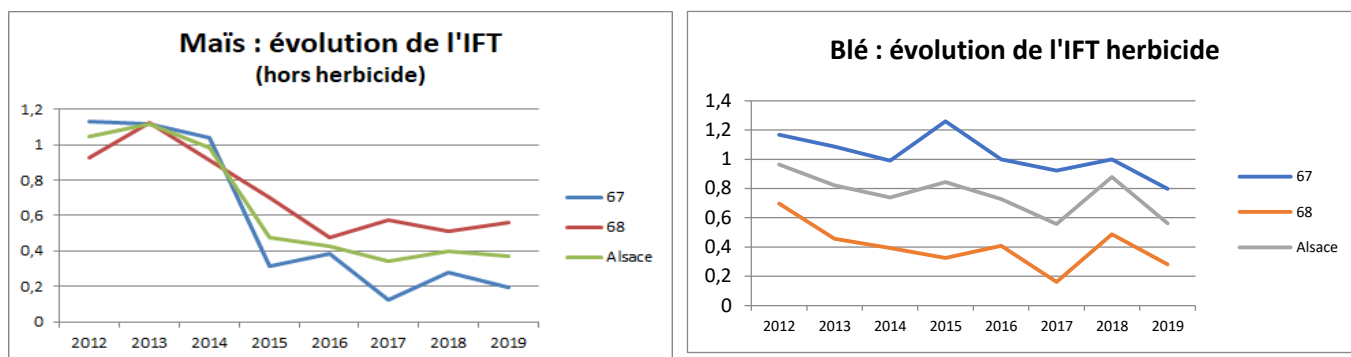 Maïs : évolution de l'IFT
(hors herbicide)
1,2
1
0,8
0,6
0,4
0,2
0
2012 2013 2014 2015 2016 2017 2018 2019
67
68
Alsace
Blé : évolution de l'IFT herbicide
1,4
1,2
1
0,8
0,6
0,4
0,2
0
2012 2013 2014 2015 2016 2017 2018 2019
67
68
Alsace